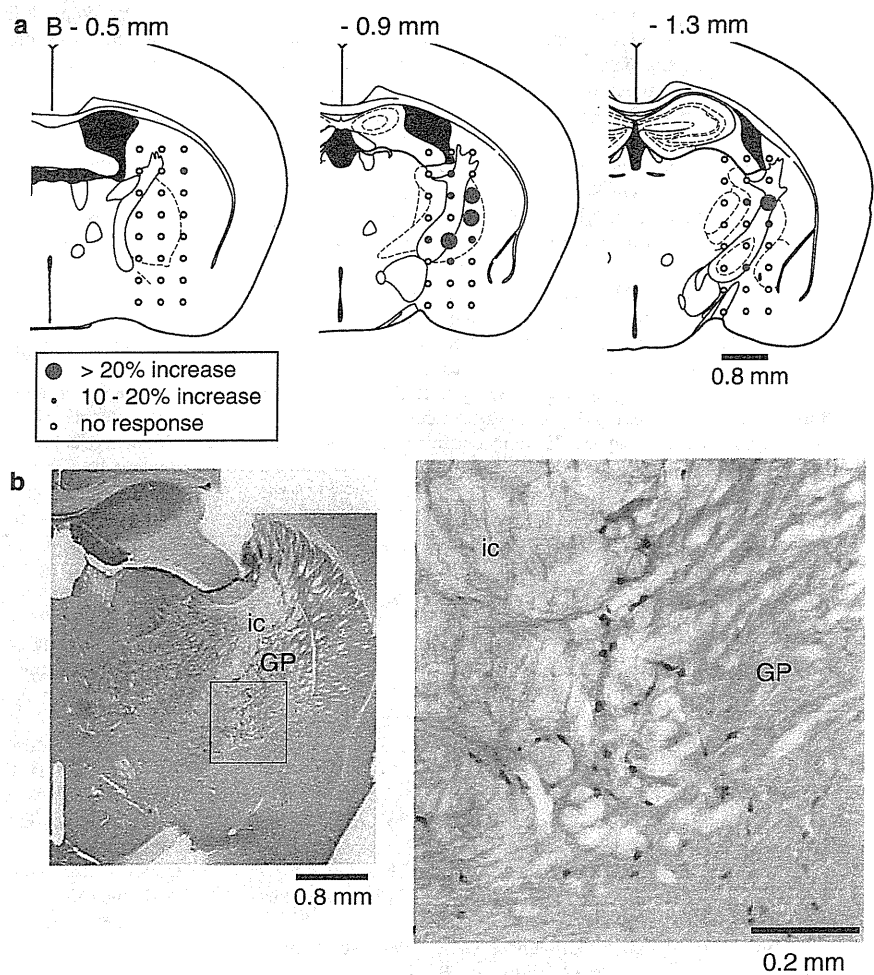 a B - 0.5 mm
- 0.9 mm
- 1.3 mm
> 20% increase
10 - 20% increase
no response
0.8 mm
b
ic
GP
0.8 mm
ic
GP
0.2 mm